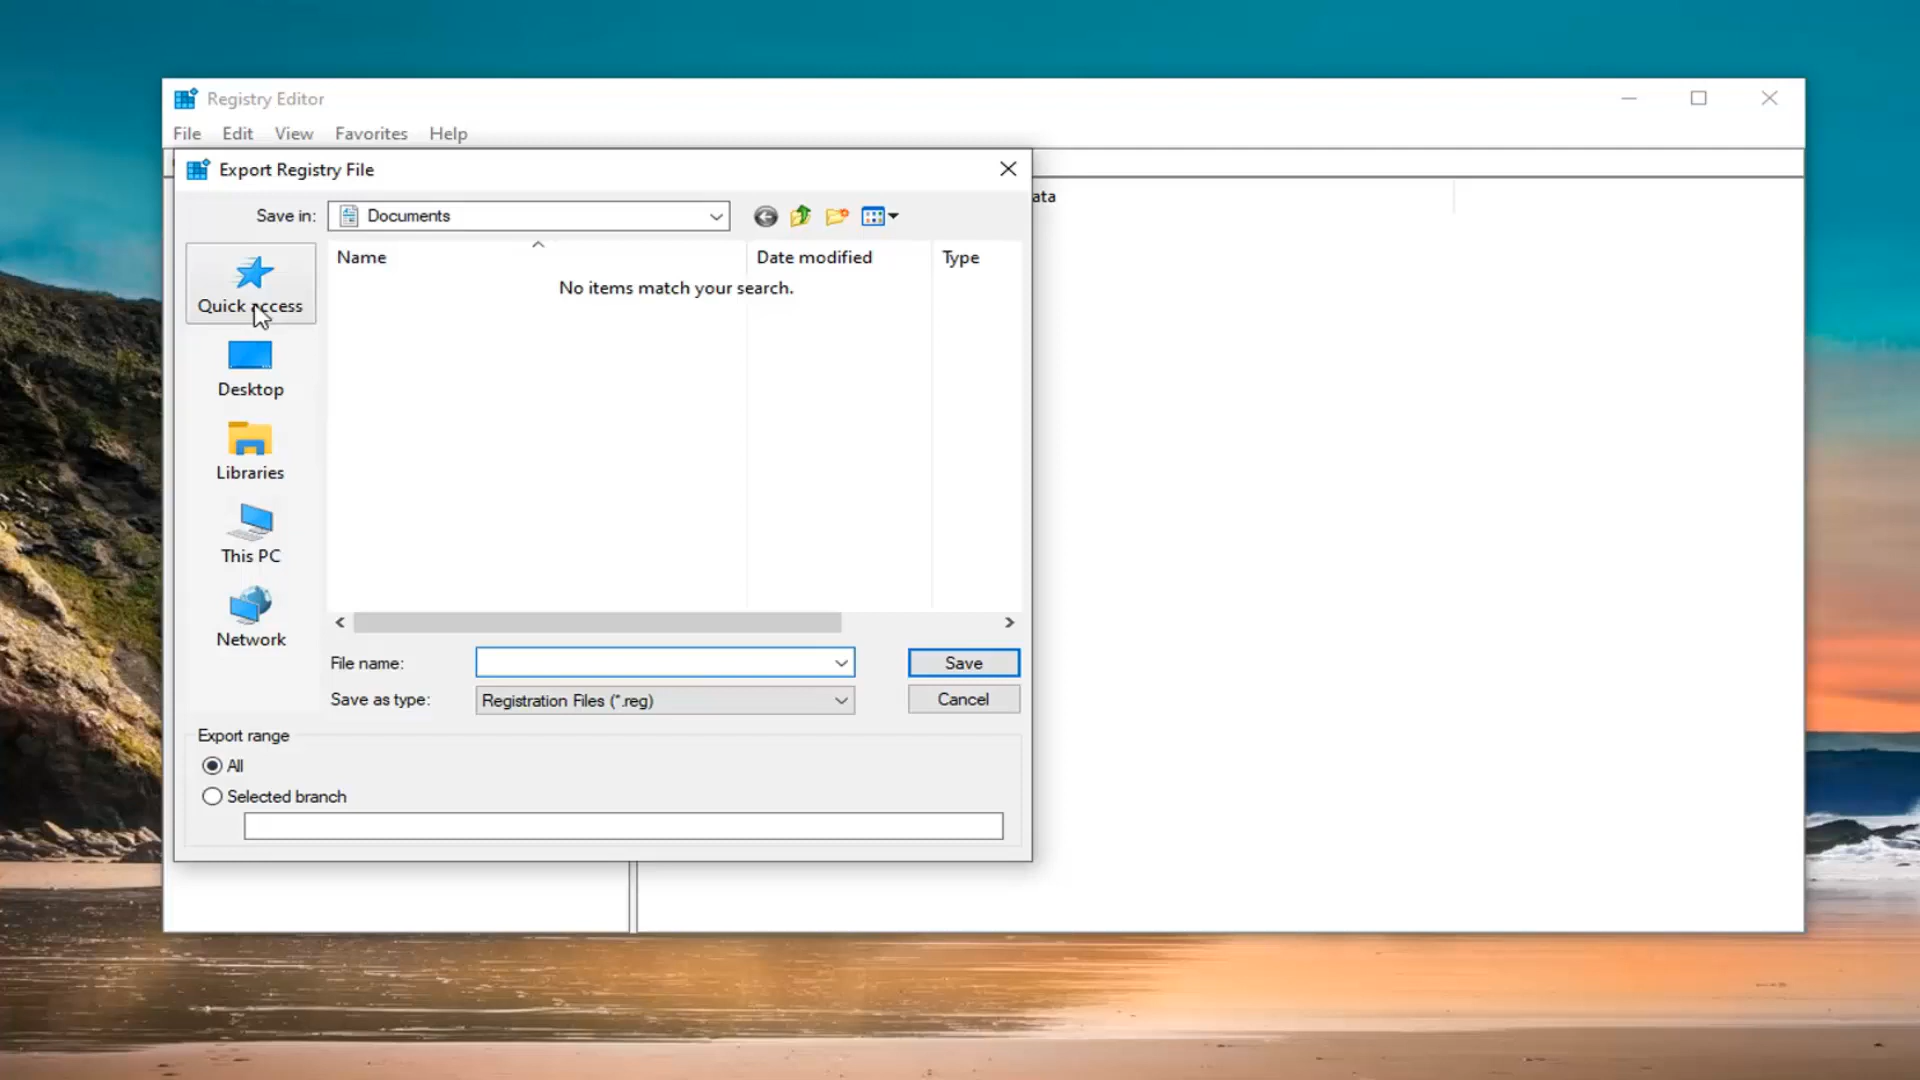 Registry Editor
File Edit View Favorites Help
Export Registry File
Save in: Documents
ata
Name Date modified Type
No items match your search.
Quick access
Desktop
Libraries
This PC
Network
File name: Save
Save as type: Registration Files (*.reg) Cancel
Export range
All
Selected branch